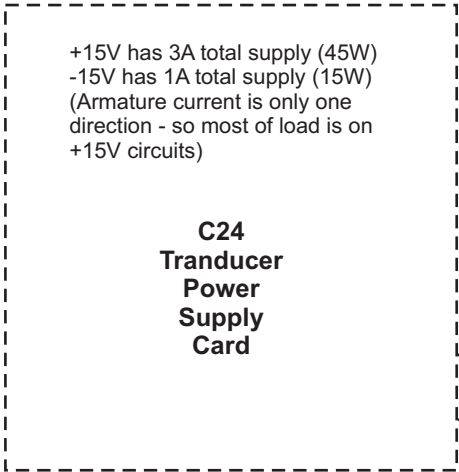 +15V has 3A total supply (45W)
-15V has 1A total supply (15W)
(Armature current is only one
direction - so most of load is on
+15V circuits)
C24
Tranducer
Power
Supply
Card